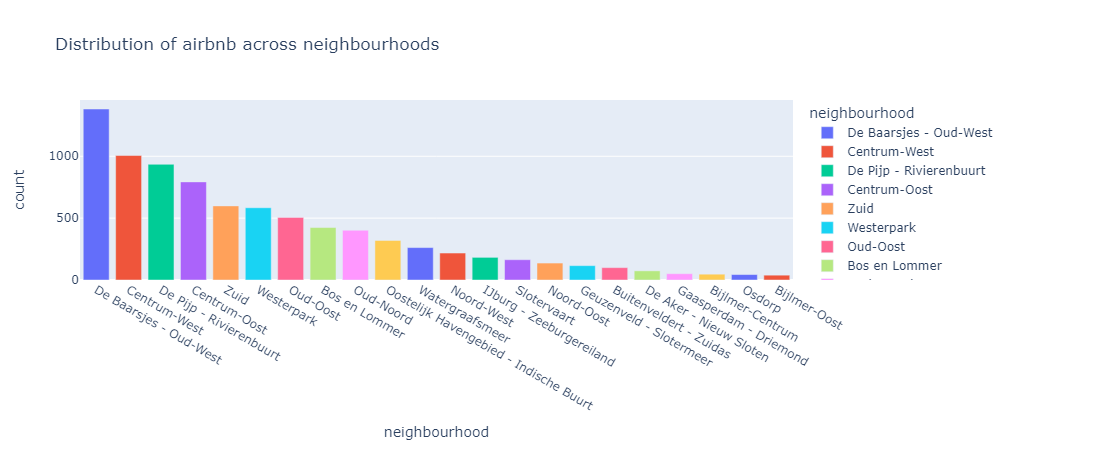 Distribution of airbnb across neighbourhoods
count
1000
500
0
De Baarsjes - Oud-West
Centrum-West
De Pijp - Rivierenbuurt
Centrum-Oost
Zuid
Westerpark
Oud-Oost
Bos en Lommer
Oud-Noord
Oostelijk Havengebied - Indische Buurt
Watergraafsmeer
Noord-West
IJburg - Zeeburgereiland
Slotervaart
Noord-Oost
Geuzenveld - Slotermeer
Buitenveldert - Zuidas
De Aker - Nieuw Sloten
Gaasperdam - Driemond
Bijlmer-Centrum
Osdorp
Bijlmer-Oost
neighbourhood
neighbourhood
De Baarsjes - Oud-West
Centrum-West
De Pijp - Rivierenbuurt
Centrum-Oost
Zuid
Westerpark
Oud-Oost
Bos en Lommer